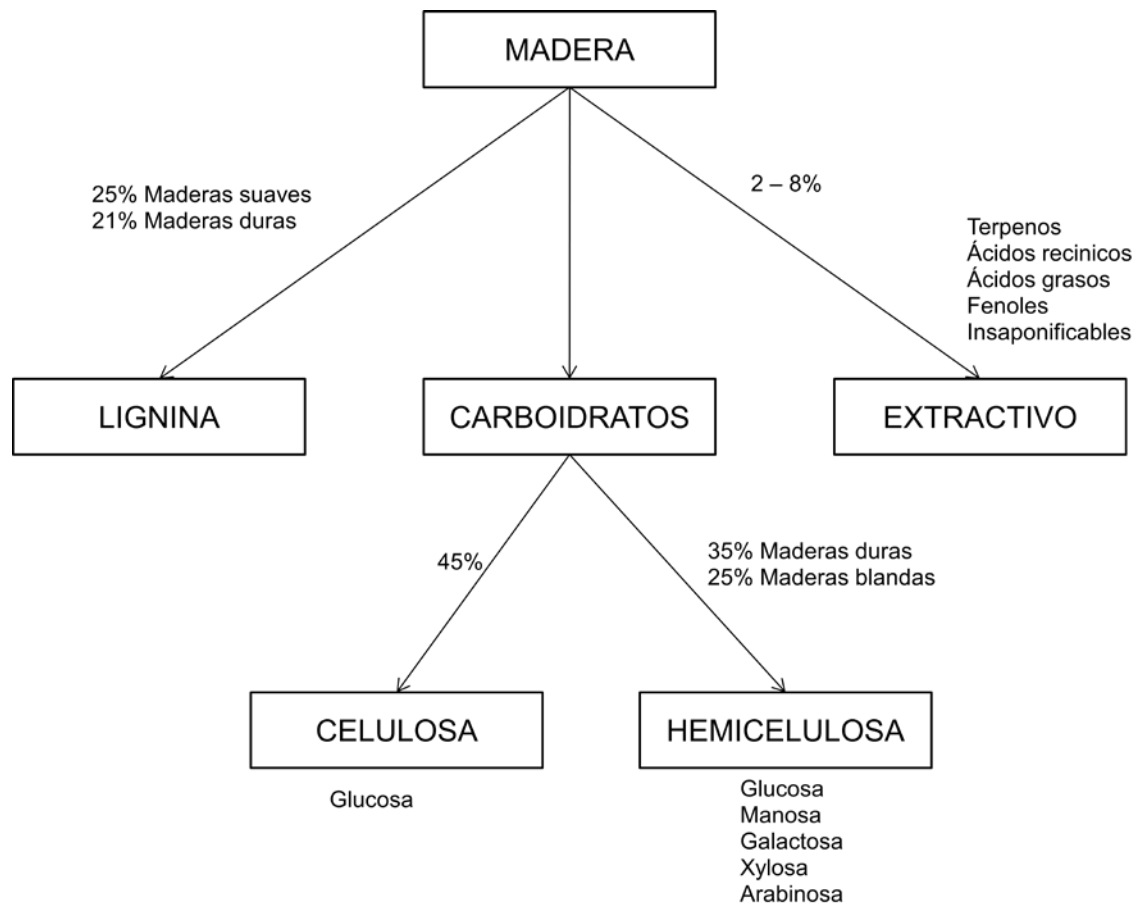 MADERA
25% Maderas suaves
21% Maderas duras
2 – 8%
Terpenos
Ácidos recinicos
Ácidos grasos
Fenoles
Insaponificables
LIGNINA
CARBOIDRATOS
EXTRACTIVO
45%
35% Maderas duras
25% Maderas blandas
CELULOSA
HEMICELULOSA
Glucosa
Glucosa
Manosa
Galactosa
Xylosa
Arabinosa